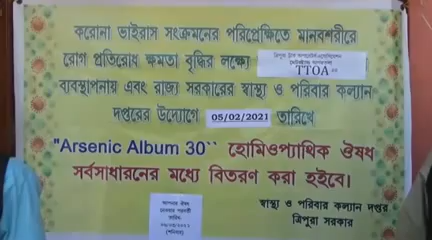 করোনা ভাইরাস সংক্রমনের পরিপ্রেক্ষিতে মানবশরীরে
রোগ প্রতিরোধ ক্ষমতা বৃদ্ধির লক্ষ্যে
TTOA
ব্যবস্থাপনায় এবং রাজ্য সরকারের স্বাস্থ্য ও পরিবার কল্যান
দপ্তরের উদ্যোগে 05/02/2021 তারিখে
"Arsenic Album 30`` হোমিওপ্যাথিক ঔষধ
সর্বসাধারনের মধ্যে বিতরণ করা হইবে।
স্বাস্থ্য ও পরিবার কল্যান দপ্তর
ত্রিপুরা সরকার